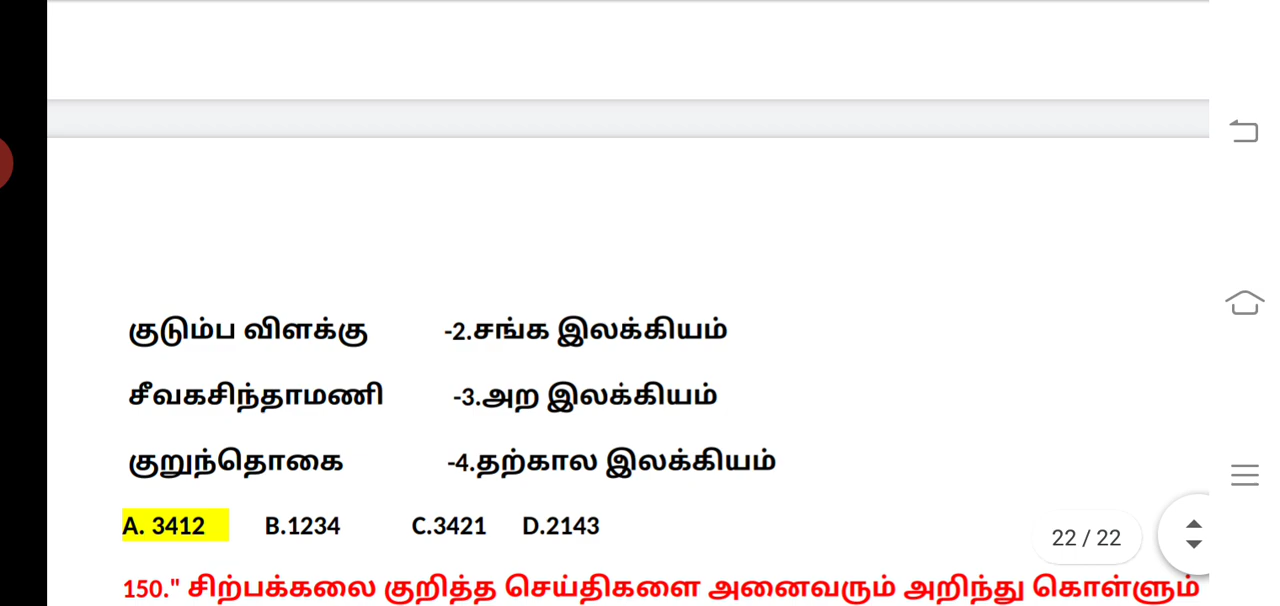 குடும்ப விளக்கு -2.சங்க இலக்கியம்
சீவகசிந்தாமணி -3.அற இலக்கியம்
குறுந்தொகை -4.தற்கால இலக்கியம்
A. 3412 B.1234 C.3421 D.2143
22 / 22
150." சிற்பக்கலை குறித்த செய்திகளை அனைவரும் அறிந்து கொள்ளும்